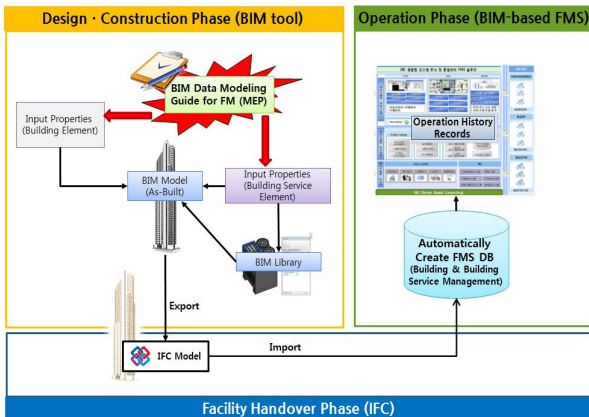 Design · Construction Phase (BIM tool)
Operation Phase (BIM-based FMS)
BIM Data Modeling
Guide for FM (MEP)
Input Properties
(Building Element)
BIM Model
(As-Built)
Input Properties
(Building Service
Element)
BIM Library
Operation History
Records
Automatically
Create FMS DB
(Building & Building
Service Management)
Export
IFC Model
Import
Facility Handover Phase (IFC)